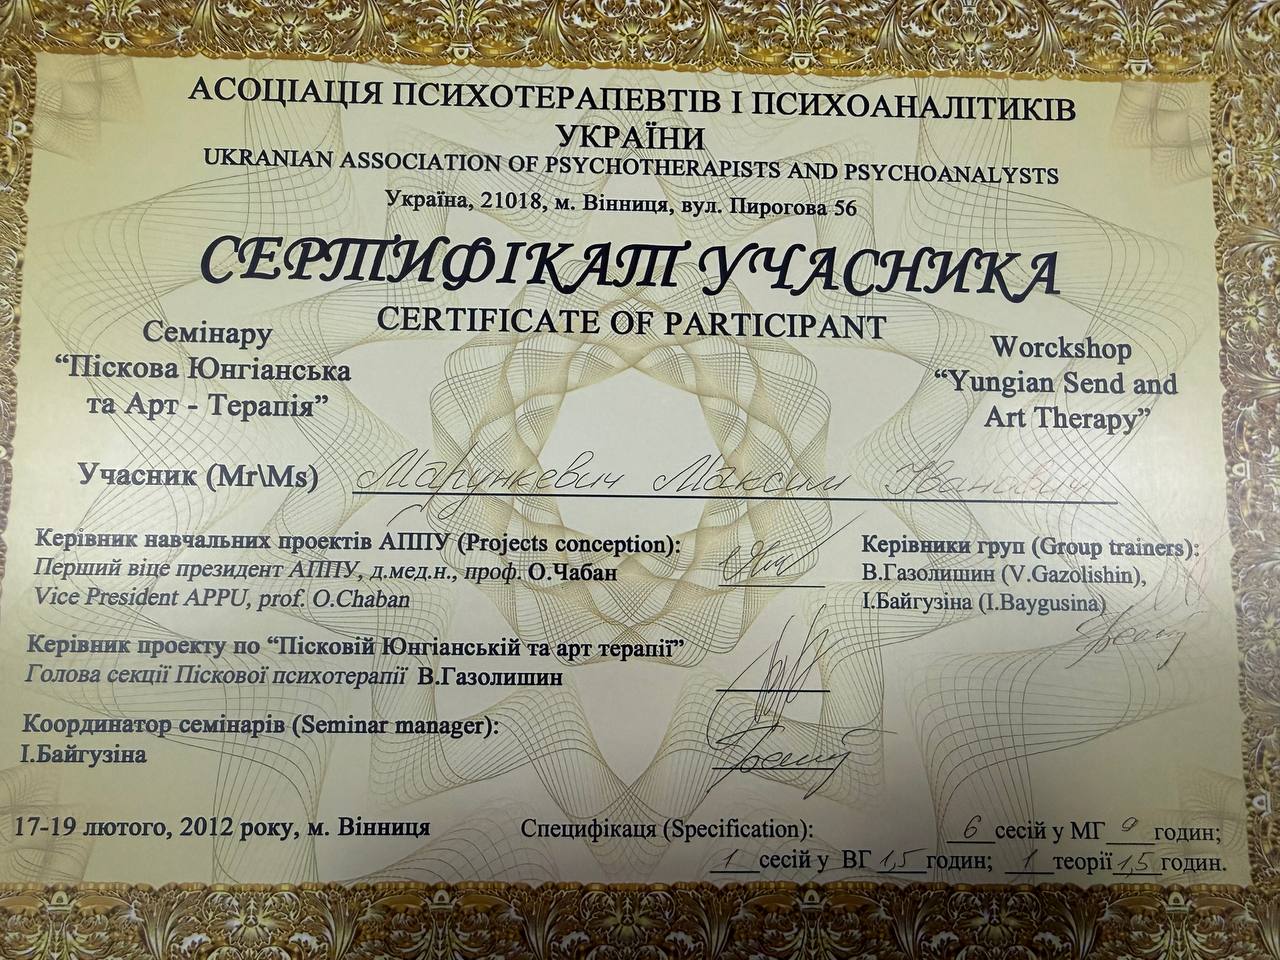 АСОЦІАЦІЯ ПСИХОТЕРАПЕВТІВ І ПСИХОАНАЛІТИКІВ
УКРАЇНИ
UKRANIAN ASSOCIATION OF PSYCHOTHERAPISTS AND PSYCHOANALYSTS
Україна, 21018, м. Вінниця, вул. Пирогова 56
СЕРТИФІКАТ УЧАСНИКА
CERTIFICATE OF PARTICIPANT
Семінару
“Піскова Юнгіанська
та Арт - Терапія”
Worckshop
“Yungian Send and
Art Therapy”
Учасник (Mr\Ms) Марункевич Максим Іванович
Керівник навчальних проектів АППУ (Projects conception):
Перший віце президент АППУ, д.мед.н., проф. О.Чабан
Vice President APPU, prof. O.Chaban
Керівники груп (Group trainers):
В.Газолишин (V.Gazolishin),
І.Байгузіна (I.Baygusina)
Керівник проекту по “Пісковій Юнгіанській та арт терапії”
Голова секції Піскової психотерапії В.Газолишин
Координатор семінарів (Seminar manager):
І.Байгузіна
17-19 лютого, 2012 року, м. Вінниця
Специфікаця (Specification): 6 сесій у МГ 9 годин;
1 сесій у ВГ 1,5 годин; 1 теорії 1,5 годин.